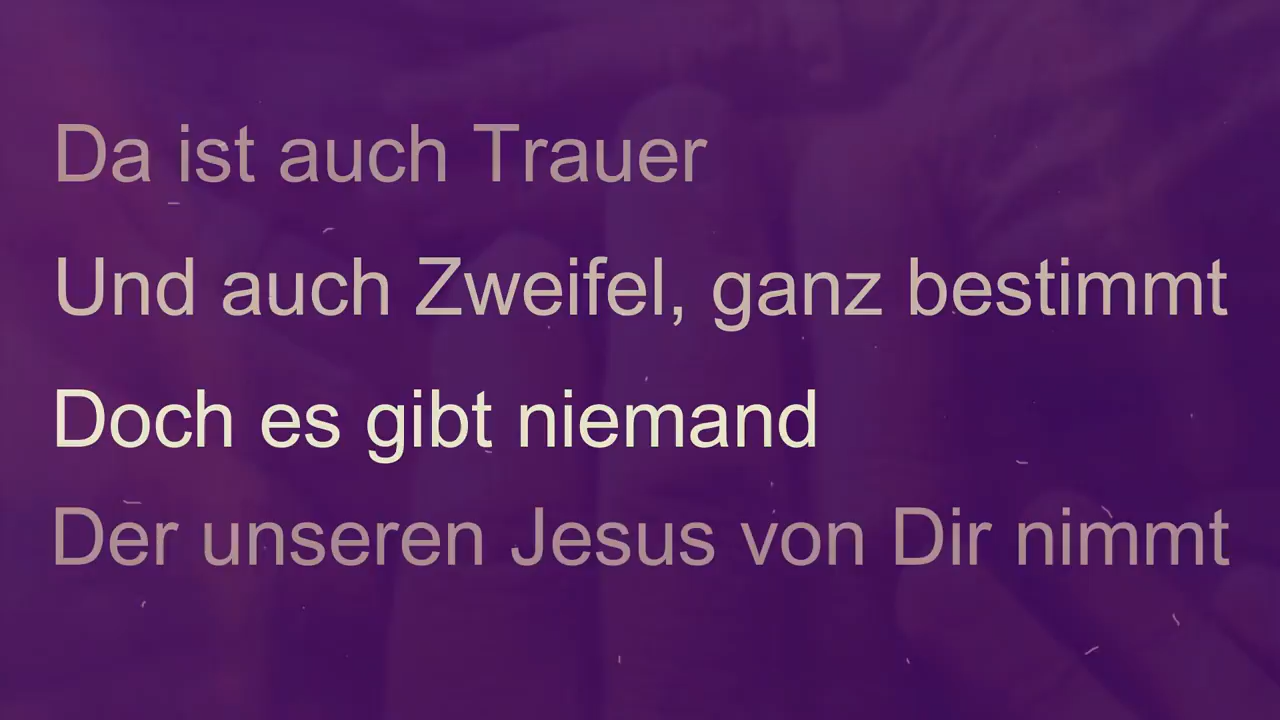 Da ist auch Trauer
Und auch Zweifel, ganz bestimmt
Doch es gibt niemand
Der unseren Jesus von Dir nimmt